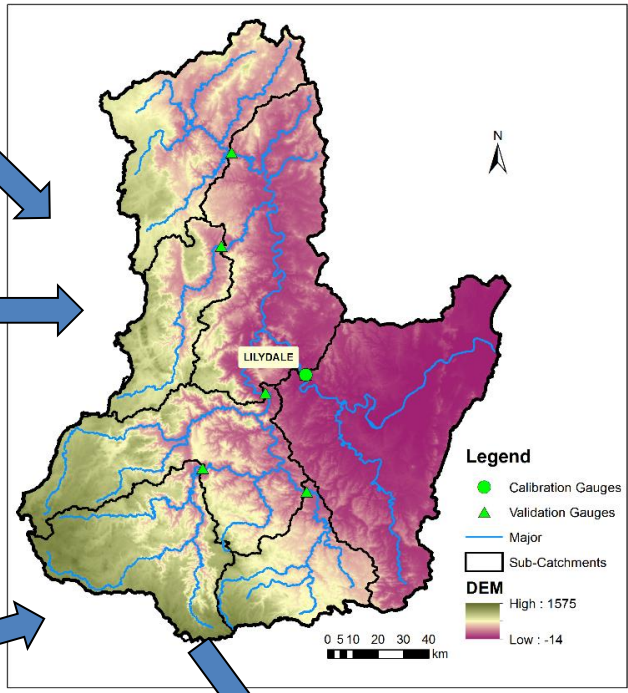 N
LILYDALE
Legend
Calibration Gauges
Validation Gauges
Major
Sub-Catchments
DEM
High : 1575
Low : -14
0 5 10 20 30 40
km